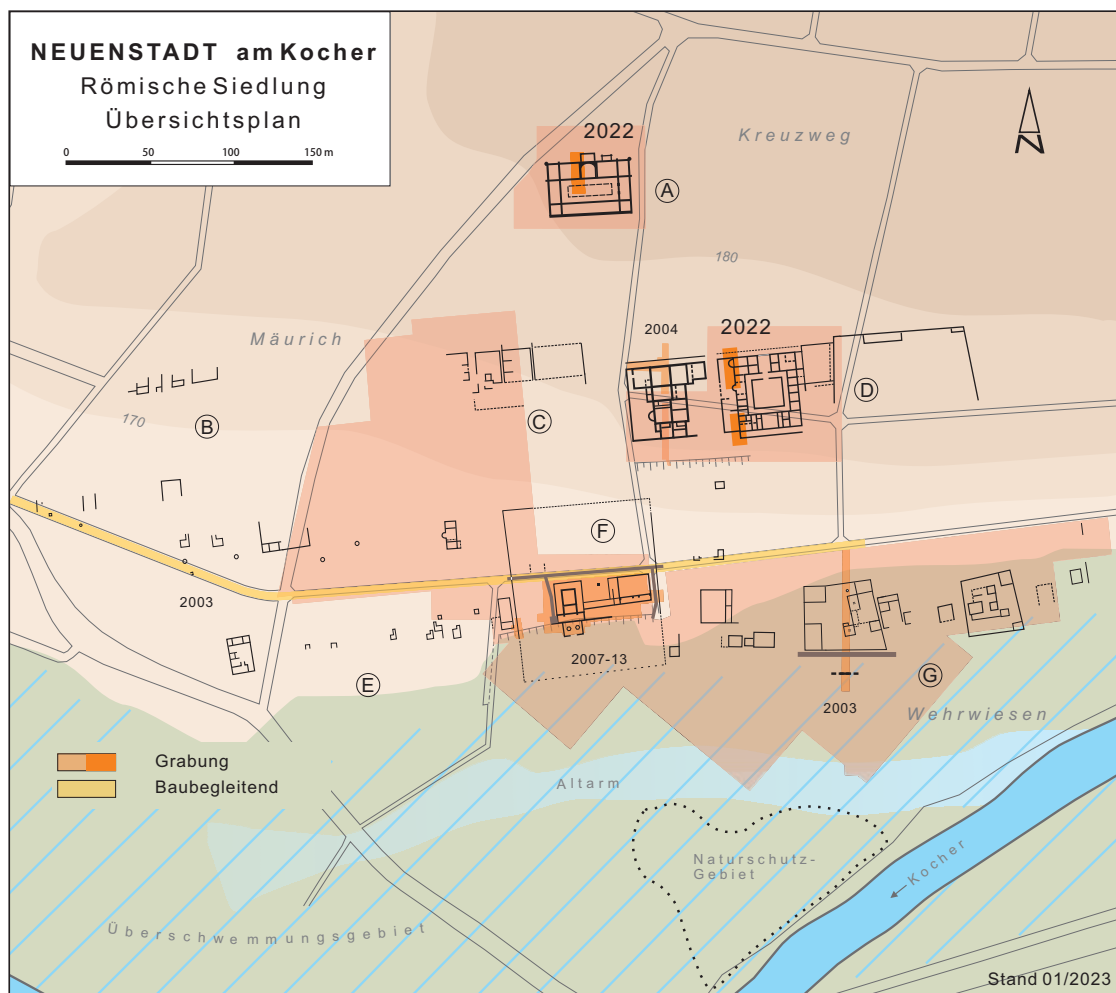 NEUENSTADT am Kocher
Römische Siedlung
Übersichtsplan
0 50 100 150 m
2022
Kreuzweg
N
A
180
2004
2022
Mäurich
D
B
170
C
F
2003
2007-13
E
G
2003
Wehrwiesen
Grabung
Baubegleitend
Altarm
Naturschutz-
Gebiet
←Kocher
Überschwemmungsgebiet
Stand 01/2023